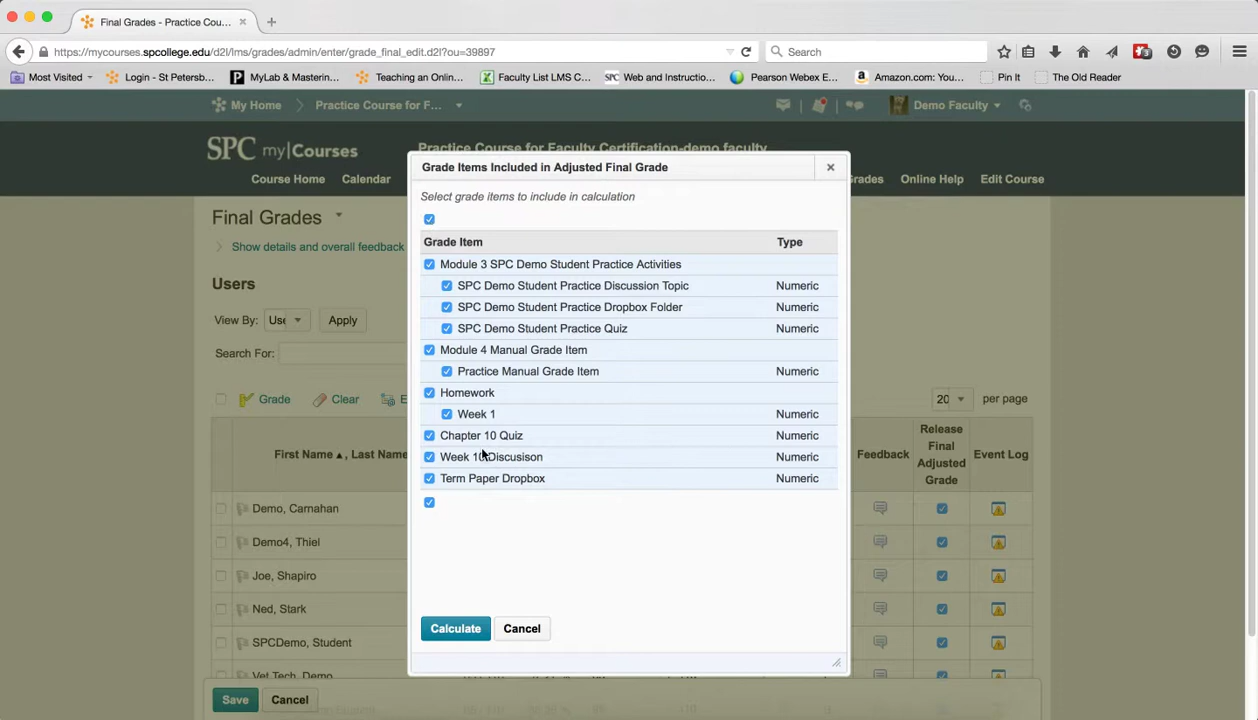 Final Grades - Practice Cou...
https://mycourses.spcollege.edu/d2l/lms/grades/admin/enter/grade_final_edit.d2l?ou=39897
Search
Most Visited
Login - St Petersb...
MyLab & Mastering...
Teaching an Onlin...
Faculty List LMS C...
Web and Instructio...
Pearson Webex E...
Amazon.com: You...
Pin It
The Old Reader
My Home
Practice Course for F...
Demo Faculty
SPC my|Courses
Practice Course for Faculty Certification-demo faculty
Course Home
Calendar
Grades
Online Help
Edit Course
Final Grades
Show details and overall feedback
Users
View By:
Use
Apply
Search For:
Grade
Clear
E
20
per page
First Name ▲, Last Name
Feedback
Release
Final
Adjusted
Grade
Event Log
Demo, Carnahan
Demo4, Thiel
Joe, Shapiro
Ned, Stark
SPCDemo, Student
Vet Tech, Demo
Save
Cancel
Grade Items Included in Adjusted Final Grade
Select grade items to include in calculation
Grade Item Type
Module 3 SPC Demo Student Practice Activities
SPC Demo Student Practice Discussion Topic Numeric
SPC Demo Student Practice Dropbox Folder Numeric
SPC Demo Student Practice Quiz Numeric
Module 4 Manual Grade Item
Practice Manual Grade Item Numeric
Homework
Week 1 Numeric
Chapter 10 Quiz Numeric
Week 10 Discusison Numeric
Term Paper Dropbox Numeric
Calculate
Cancel